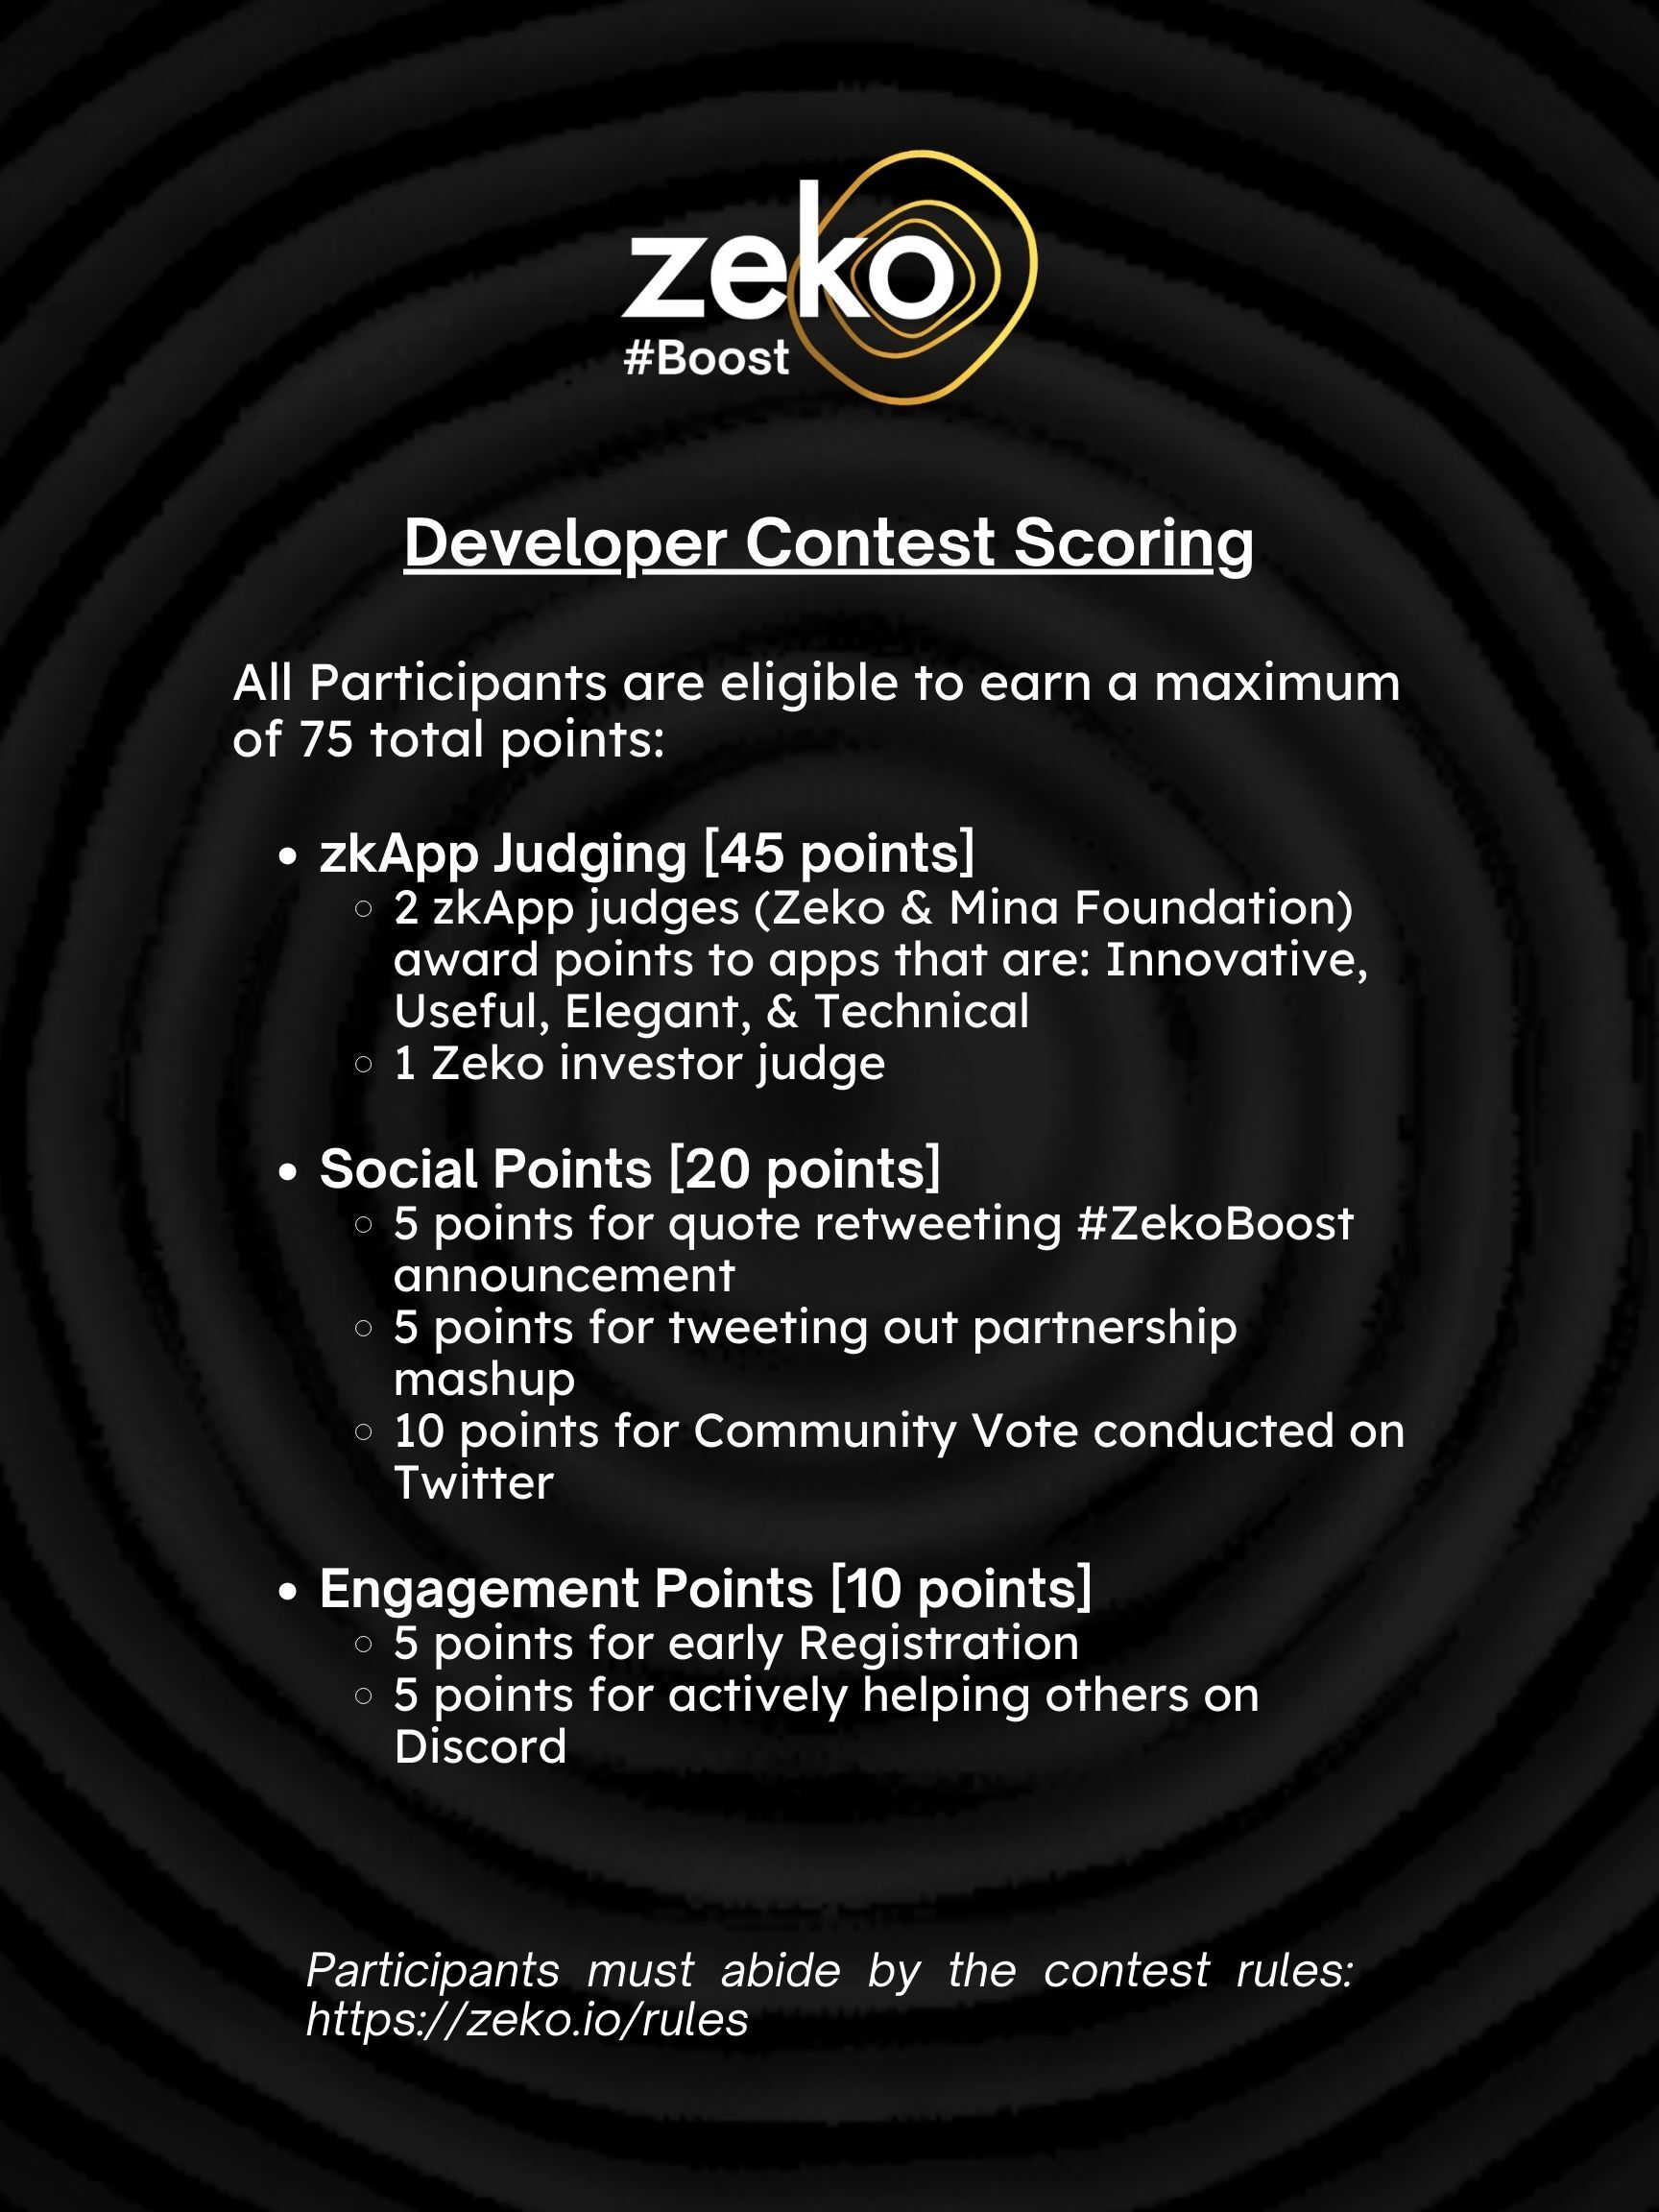 zeko
#Boost
Developer Contest Scoring
All Participants are eligible to earn a maximum
of 75 total points:
• zkApp Judging [45 points]
○ 2 zkApp judges (Zeko & Mina Foundation)
award points to apps that are: Innovative,
Useful, Elegant, & Technical
○ 1 Zeko investor judge
• Social Points [20 points]
○ 5 points for quote retweeting #ZekoBoost
announcement
○ 5 points for tweeting out partnership
mashup
○ 10 points for Community Vote conducted on
Twitter
• Engagement Points [10 points]
○ 5 points for early Registration
○ 5 points for actively helping others on
Discord
Participants must abide by the contest rules:
https://zeko.io/rules